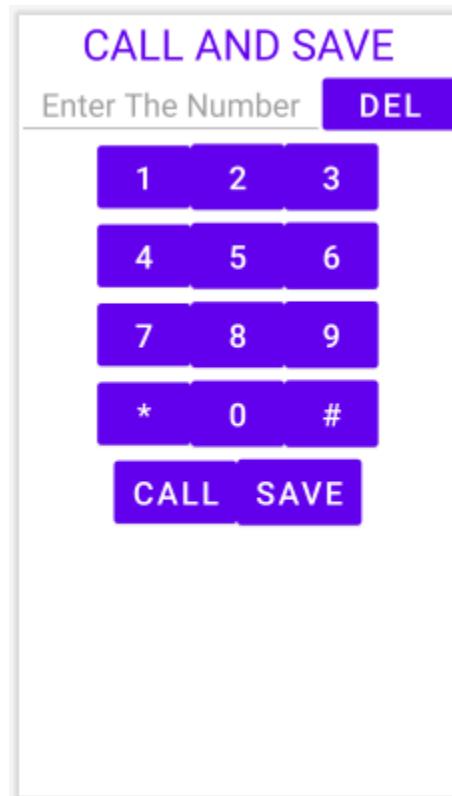 CALL AND SAVE
Enter The Number DEL
1 2 3
4 5 6
7 8 9
* 0 #
CALL SAVE